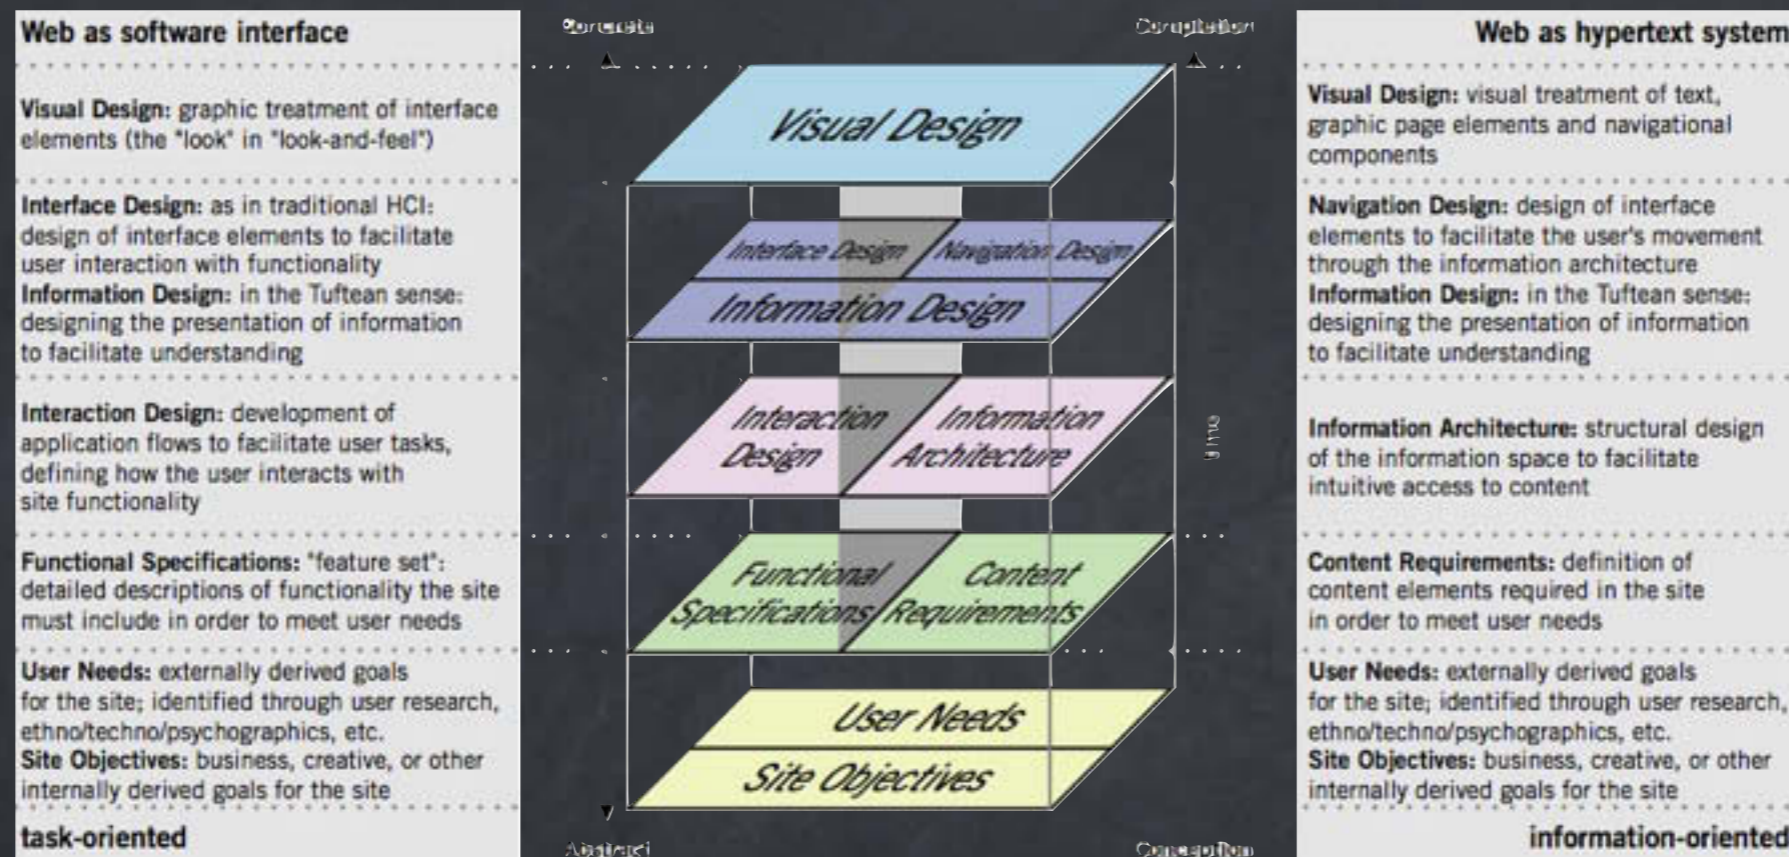 Web as software interface
Visual Design: graphic treatment of interface
elements (the "look" in "look-and-feel")
Interface Design: as in traditional HCI:
design of interface elements to facilitate
user interaction with functionality
Information Design: in the Tuftean sense:
designing the presentation of information
to facilitate understanding
Interaction Design: development of
application flows to facilitate user tasks,
defining how the user interacts with
site functionality
Functional Specifications: "feature set":
detailed descriptions of functionality the site
must include in order to meet user needs
User Needs: externally derived goals
for the site; identified through user research,
ethno/techno/psychographics, etc.
Site Objectives: business, creative, or other
internally derived goals for the site
task-oriented
Concrete
Completion
Visual Design
Interface Design
Navigation Design
Information Design
Interaction
Design
Information
Architecture
time
Functional
Specifications
Content
Requirements
User Needs
Site Objectives
Abstract
Conception
Web as hypertext system
Visual Design: visual treatment of text,
graphic page elements and navigational
components
Navigation Design: design of interface
elements to facilitate the user's movement
through the information architecture
Information Design: in the Tuftean sense:
designing the presentation of information
to facilitate understanding
Information Architecture: structural design
of the information space to facilitate
intuitive access to content
Content Requirements: definition of
content elements required in the site
in order to meet user needs
User Needs: externally derived goals
for the site; identified through user research,
ethno/techno/psychographics, etc.
Site Objectives: business, creative, or other
internally derived goals for the site
information-oriented